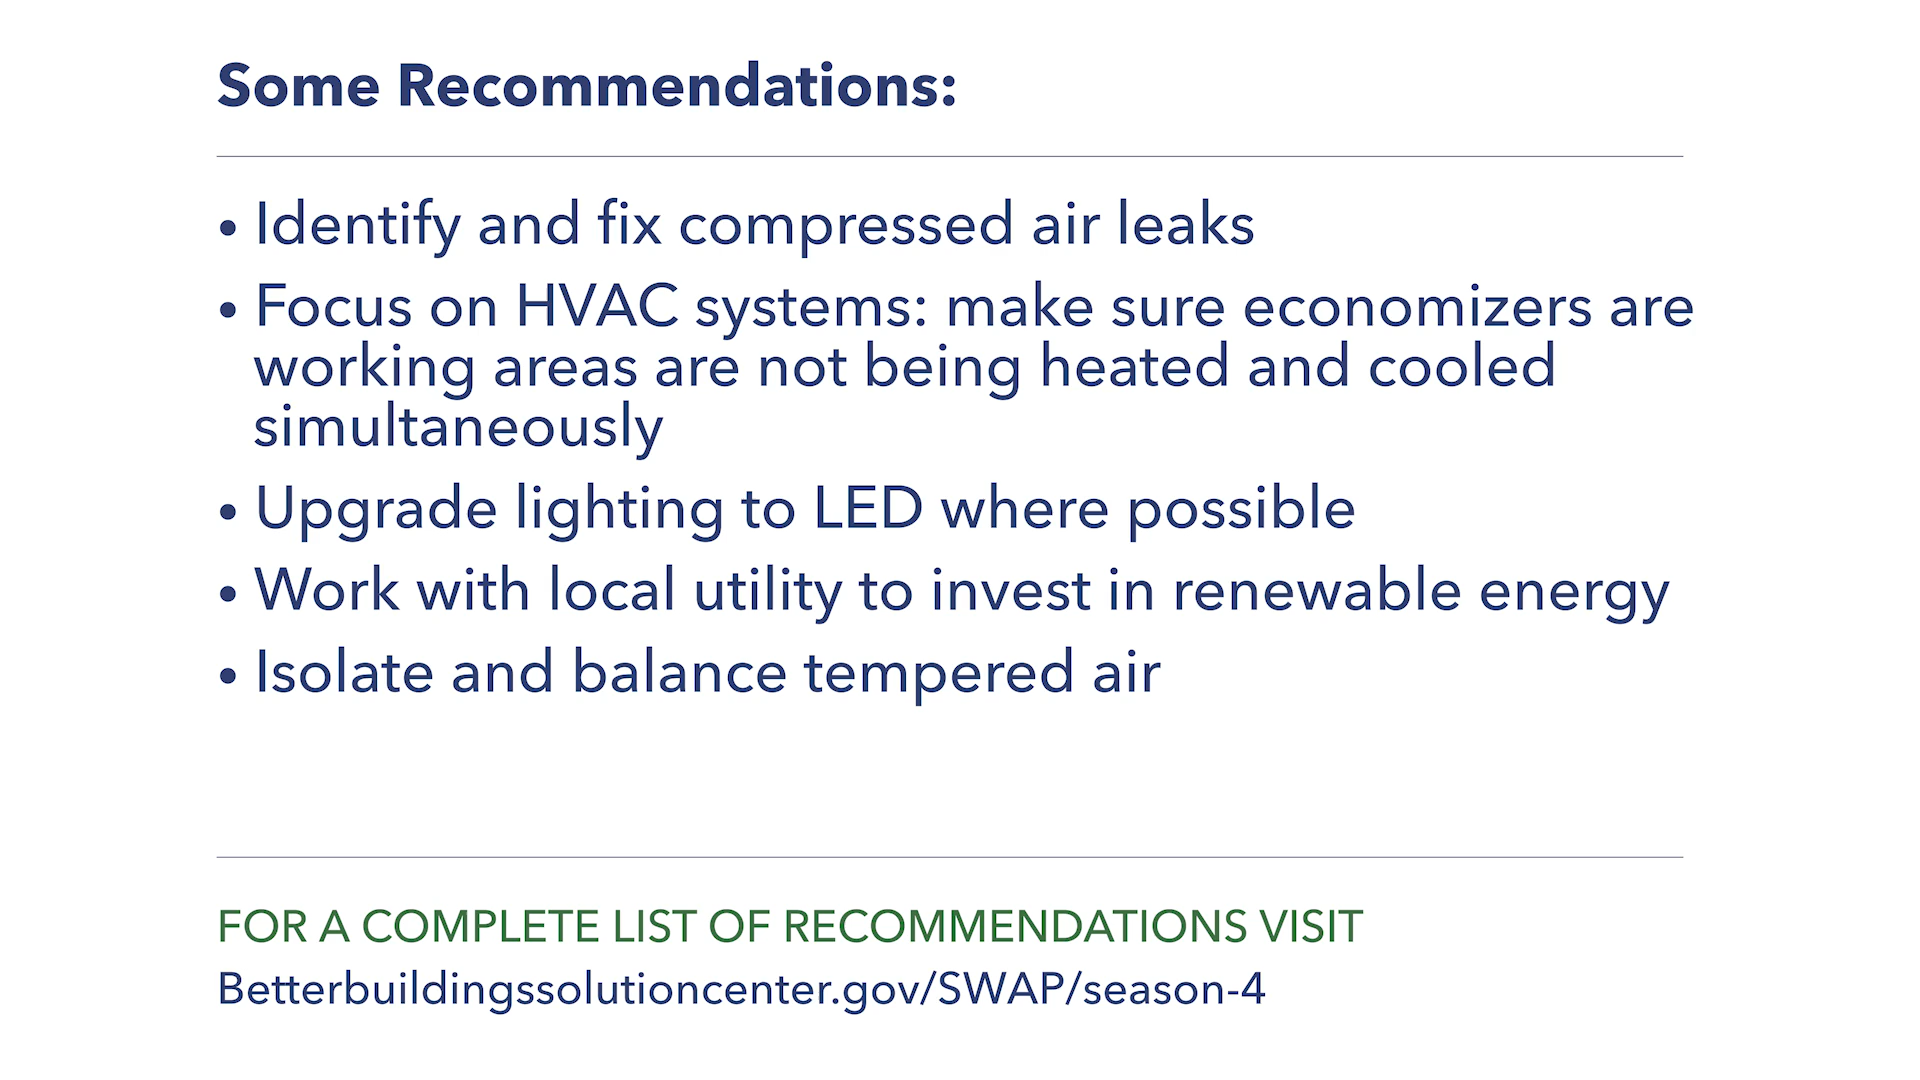 Some Recommendations:
• Identify and fix compressed air leaks
• Focus on HVAC systems: make sure economizers are
working areas are not being heated and cooled
simultaneously
• Upgrade lighting to LED where possible
• Work with local utility to invest in renewable energy
• Isolate and balance tempered air
FOR A COMPLETE LIST OF RECOMMENDATIONS VISIT
Betterbuildingssolutioncenter.gov/SWAP/season-4